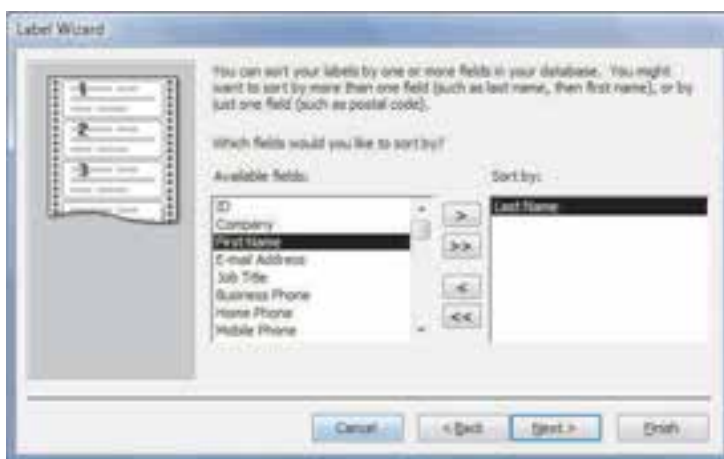 Label Wizard
You can sort your labels by one or more fields in your database. You might
want to sort by more than one field (such as last name, then first name), or by
just one field (such as postal code).
Which fields would you like to sort by?
Available fields:
Sort by:
ID
Company
First Name
E-mail Address
Job Title
Business Phone
Home Phone
Mobile Phone
>
>>
<
<<
Last Name
1
2
3
Cancel
< Back
Next >
Finish